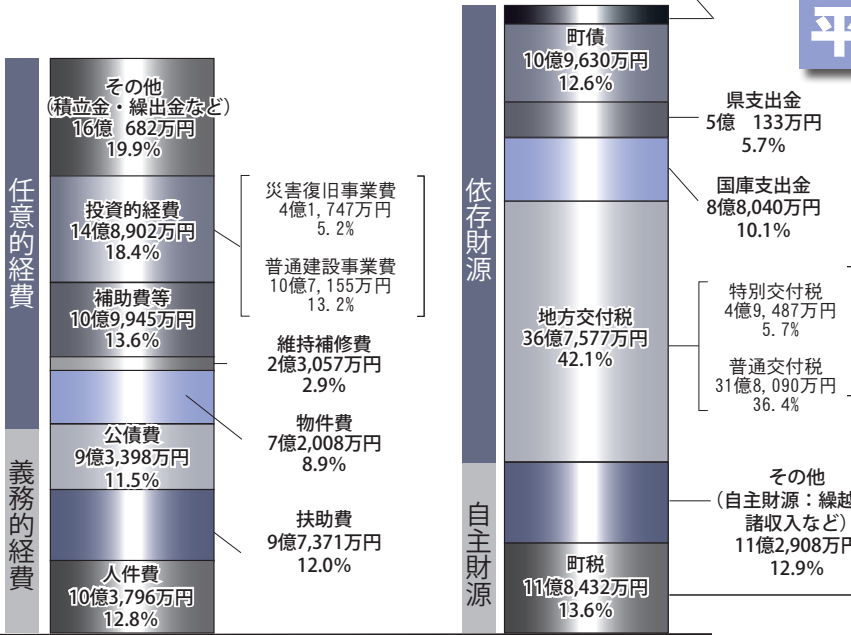 任意的経費
義務的経費
その他
(積立金・繰出金など)
16億 682万円
19.9%
投資的経費
14億8,902万円
18.4%
災害復旧事業費
4億1,747万円
5.2%
普通建設事業費
10億7,155万円
13.2%
補助費等
10億9,945万円
13.6%
維持補修費
2億3,057万円
2.9%
物件費
7億2,008万円
8.9%
公債費
9億3,398万円
11.5%
扶助費
9億7,371万円
12.0%
人件費
10億3,796万円
12.8%
依存財源
自主財源
町債
10億9,630万円
12.6%
県支出金
5億 133万円
5.7%
国庫支出金
8億8,040万円
10.1%
地方交付税
36億7,577万円
42.1%
特別交付税
4億9,487万円
5.7%
普通交付税
31億8,090万円
36.4%
その他
(自主財源:繰越
諸収入など)
11億2,908万円
12.9%
町税
11億8,432万円
13.6%
平